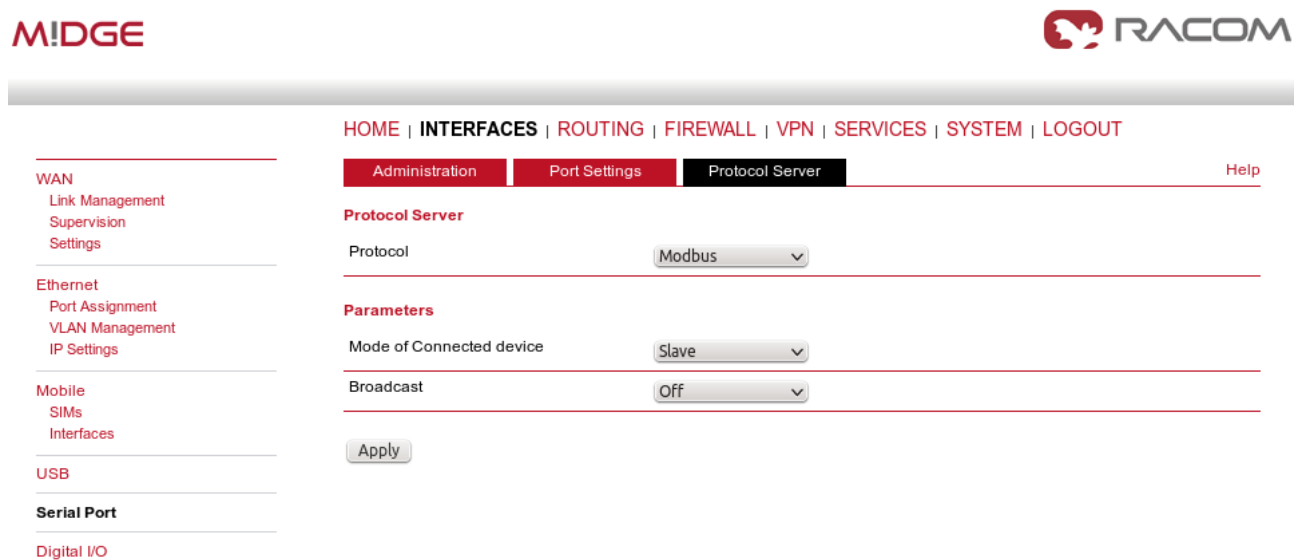 M!DGE
RACOM
HOME | INTERFACES | ROUTING | FIREWALL | VPN | SERVICES | SYSTEM | LOGOUT
WAN
Link Management
Supervision
Settings
Ethernet
Port Assignment
VLAN Management
IP Settings
Mobile
SIMs
Interfaces
USB
Serial Port
Digital I/O
Administration Port Settings Protocol Server Help
Protocol Server
Protocol Modbus
Parameters
Mode of Connected device Slave
Broadcast Off
Apply